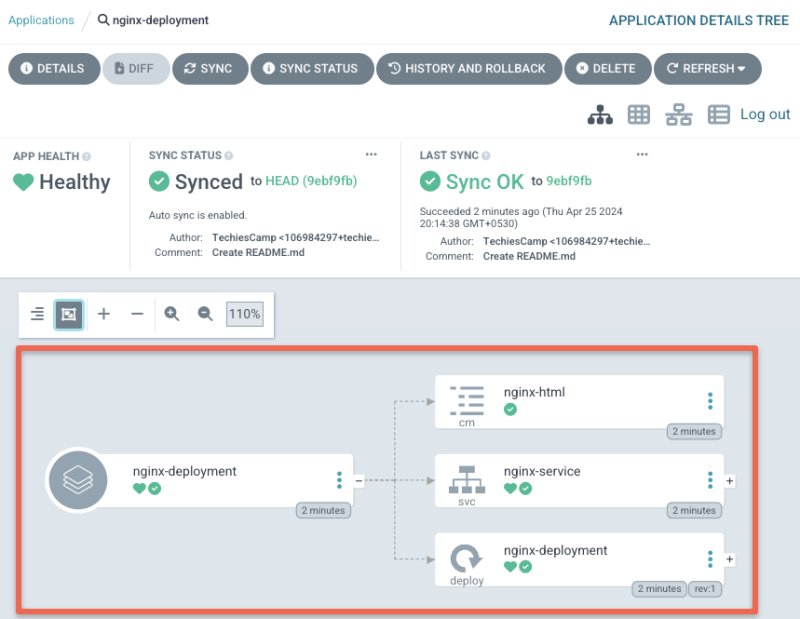 Applications / nginx-deployment
APPLICATION DETAILS TREE
DETAILS
DIFF
SYNC
SYNC STATUS
HISTORY AND ROLLBACK
DELETE
REFRESH
Log out
APP HEALTH
Healthy
SYNC STATUS
Synced to HEAD (9ebf9fb)
Auto sync is enabled.
Author: TechiesCamp <106984297+techie...
Comment: Create README.md
LAST SYNC
Sync OK to 9ebf9fb
Succeeded 2 minutes ago (Thu Apr 25 2024
20:14:38 GMT+0530)
Author: TechiesCamp <106984297+techie...
Comment: Create README.md
110%
nginx-deployment
2 minutes
nginx-html
cm
2 minutes
nginx-service
svc
2 minutes
nginx-deployment
deploy
2 minutes
rev:1